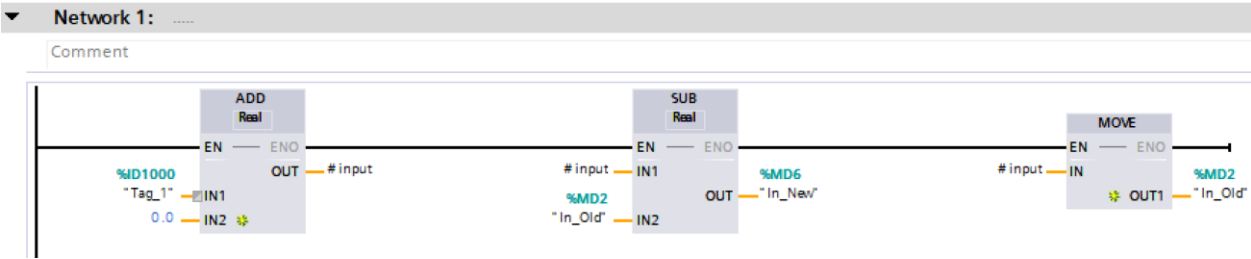 Network 1: .....
Comment
ADD
Real
EN ENO
%ID1000
"Tag_1" IN1
OUT #input
0.0 IN2
SUB
Real
EN ENO
#input IN1
%MD2
"In_Old" IN2
%MD6
OUT "In_New"
MOVE
EN ENO
#input IN
%MD2
OUT1 "In_Old"